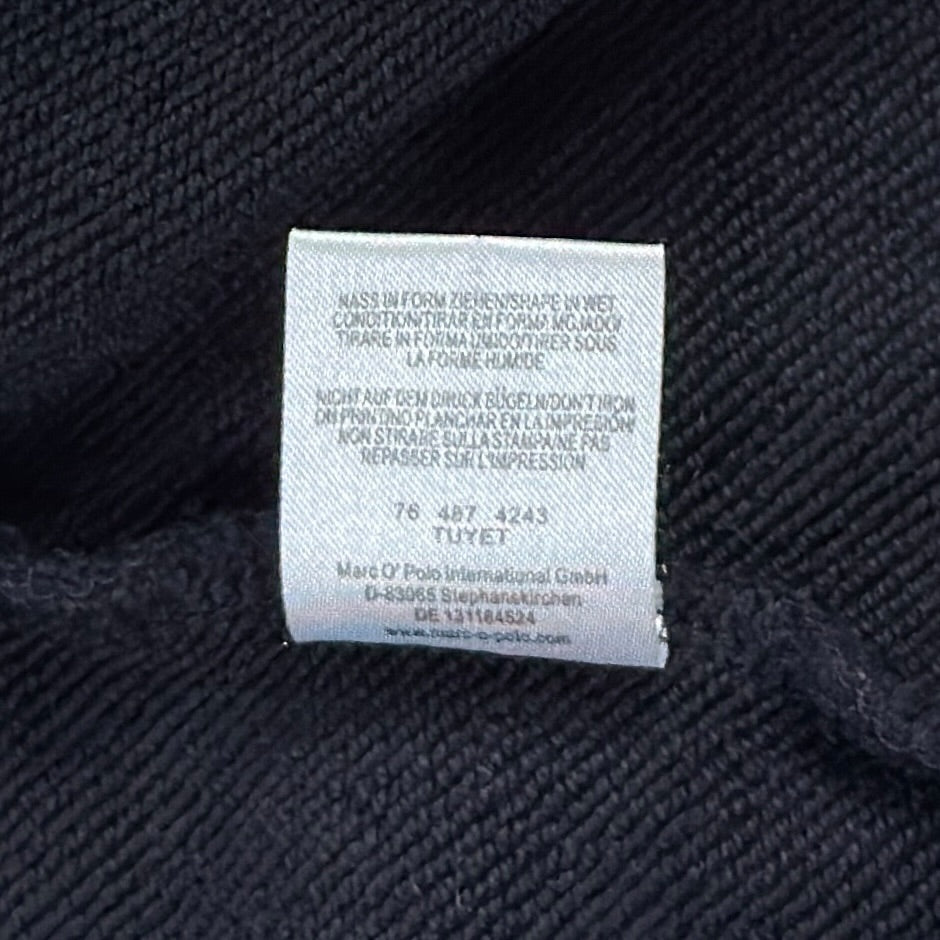 NASS IN FORM ZIEHEN/SHAPE IN WET
CONDITION/TIRAR EN FORMA MOJADO/
TIRARE IN FORMA UMIDO/TIRER SOUS
LA FORME HUMIDE
NICHT AUF DEM DRUCK BÜGELN/DON'T IRON
ON PRINTING PLANCHAR EN LA IMPRESION/
NON STIRARE SULLA STAMPA/NE PAS
REPASSER SUR L'IMPRESSION
76 487 4243
TUYET
Marc O' Polo International GmbH
D-83065 Stephanskirchen
DE 131184524
www.marc-o-polo.com